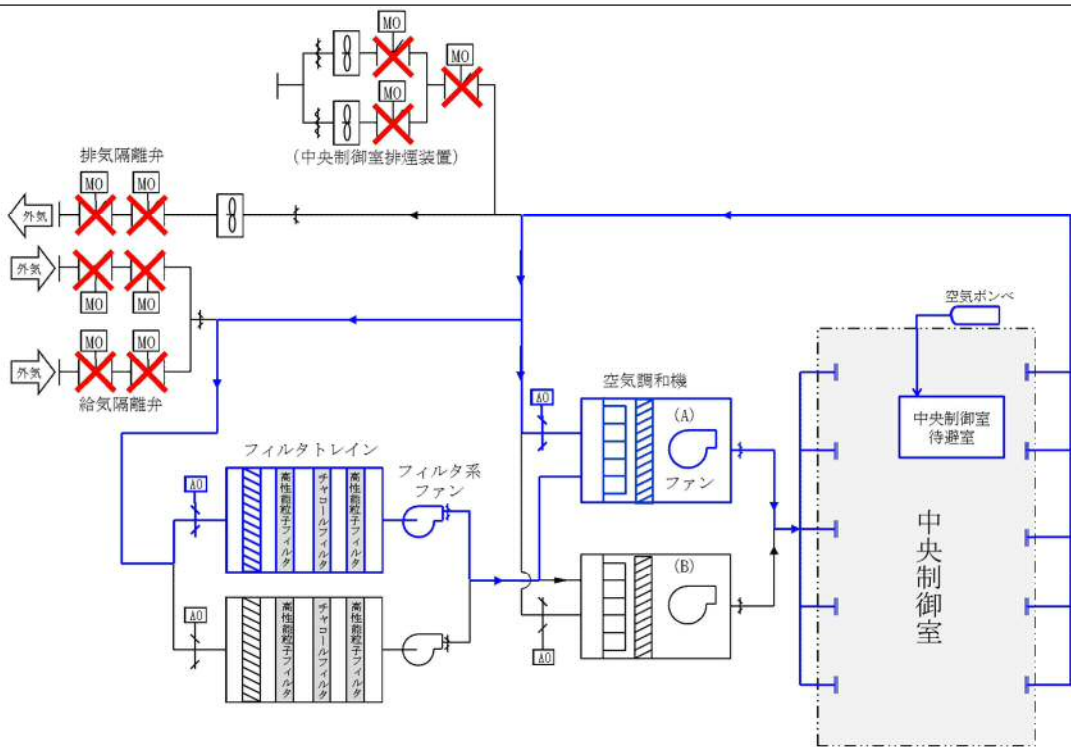 MO
MO
MO
(中央制御室排煙装置)
排気隔離弁
MO
MO
外気
外気
MO
MO
MO
MO
外気
給気隔離弁
空気ボンベ
中央制御室
待避室
中央制御室
空気調和機
AO
(A)
ファン
(B)
AO
フィルタトレイン
フィルタ系
ファン
AO
高性能粒子フィルタ
チャコールフィルタ
高性能粒子フィルタ
AO
高性能粒子フィルタ
チャコールフィルタ
高性能粒子フィルタ